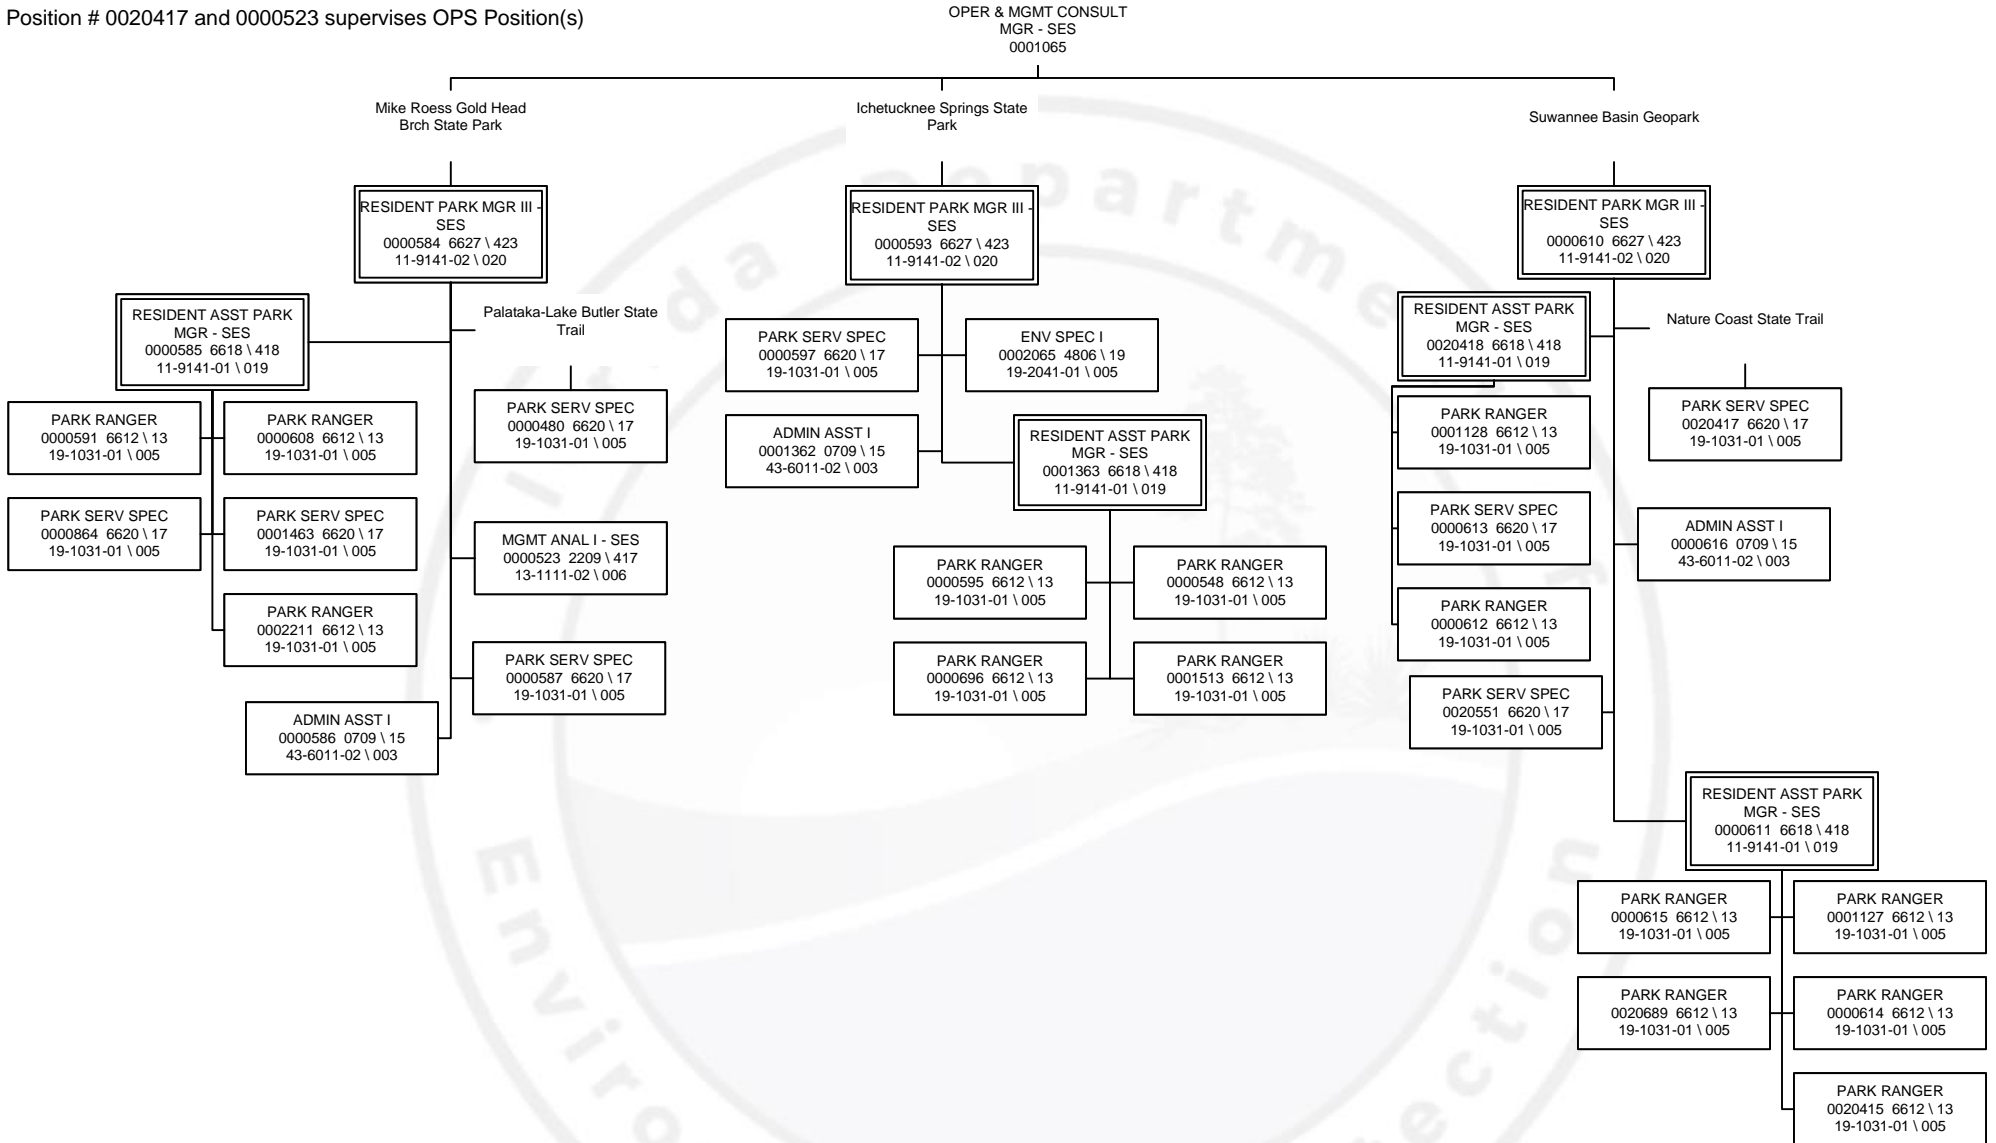 Position # 0020417 and 0000523 supervises OPS Position(s)
OPER & MGMT CONSULT
MGR - SES
0001065
Mike Roess Gold Head
Brch State Park
RESIDENT PARK MGR III -
SES
0000584 6627 \ 423
11-9141-02 \ 020
RESIDENT ASST PARK
MGR - SES
0000585 6618 \ 418
11-9141-01 \ 019
PARK RANGER
0000591 6612 \ 13
19-1031-01 \ 005
PARK RANGER
0000608 6612 \ 13
19-1031-01 \ 005
PARK SERV SPEC
0000864 6620 \ 17
19-1031-01 \ 005
PARK SERV SPEC
0001463 6620 \ 17
19-1031-01 \ 005
PARK RANGER
0002211 6612 \ 13
19-1031-01 \ 005
Palataka-Lake Butler State
Trail
PARK SERV SPEC
0000480 6620 \ 17
19-1031-01 \ 005
MGMT ANAL I - SES
0000523 2209 \ 417
13-1111-02 \ 006
PARK SERV SPEC
0000587 6620 \ 17
19-1031-01 \ 005
ADMIN ASST I
0000586 0709 \ 15
43-6011-02 \ 003
Ichetucknee Springs State
Park
RESIDENT PARK MGR III -
SES
0000593 6627 \ 423
11-9141-02 \ 020
PARK SERV SPEC
0000597 6620 \ 17
19-1031-01 \ 005
ENV SPEC I
0002065 4806 \ 19
19-2041-01 \ 005
ADMIN ASST I
0001362 0709 \ 15
43-6011-02 \ 003
RESIDENT ASST PARK
MGR - SES
0001363 6618 \ 418
11-9141-01 \ 019
PARK RANGER
0000595 6612 \ 13
19-1031-01 \ 005
PARK RANGER
0000548 6612 \ 13
19-1031-01 \ 005
PARK RANGER
0000696 6612 \ 13
19-1031-01 \ 005
PARK RANGER
0001513 6612 \ 13
19-1031-01 \ 005
Suwannee Basin Geopark
RESIDENT PARK MGR III -
SES
0000610 6627 \ 423
11-9141-02 \ 020
RESIDENT ASST PARK
MGR - SES
0020418 6618 \ 418
11-9141-01 \ 019
PARK RANGER
0001128 6612 \ 13
19-1031-01 \ 005
PARK SERV SPEC
0000613 6620 \ 17
19-1031-01 \ 005
PARK RANGER
0000612 6612 \ 13
19-1031-01 \ 005
PARK SERV SPEC
0020551 6620 \ 17
19-1031-01 \ 005
Nature Coast State Trail
PARK SERV SPEC
0020417 6620 \ 17
19-1031-01 \ 005
ADMIN ASST I
0000616 0709 \ 15
43-6011-02 \ 003
RESIDENT ASST PARK
MGR - SES
0000611 6618 \ 418
11-9141-01 \ 019
PARK RANGER
0000615 6612 \ 13
19-1031-01 \ 005
PARK RANGER
0001127 6612 \ 13
19-1031-01 \ 005
PARK RANGER
0020689 6612 \ 13
19-1031-01 \ 005
PARK RANGER
0000614 6612 \ 13
19-1031-01 \ 005
PARK RANGER
0020415 6612 \ 13
19-1031-01 \ 005